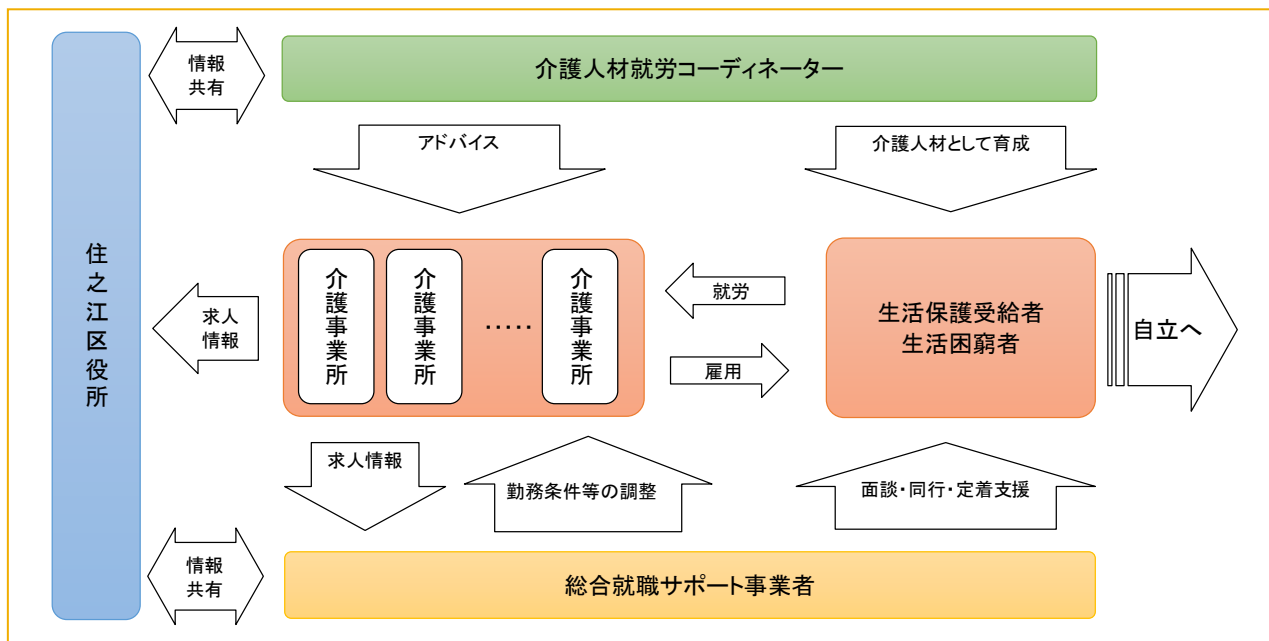 住之江区役所
情報
共有
介護人材就労コーディネーター
アドバイス
介護人材として育成
求人
情報
介護事業所
介護事業所
・・・・・
介護事業所
就労
雇用
生活保護受給者
生活困窮者
自立へ
求人情報
勤務条件等の調整
面談・同行・定着支援
情報
共有
総合就職サポート事業者